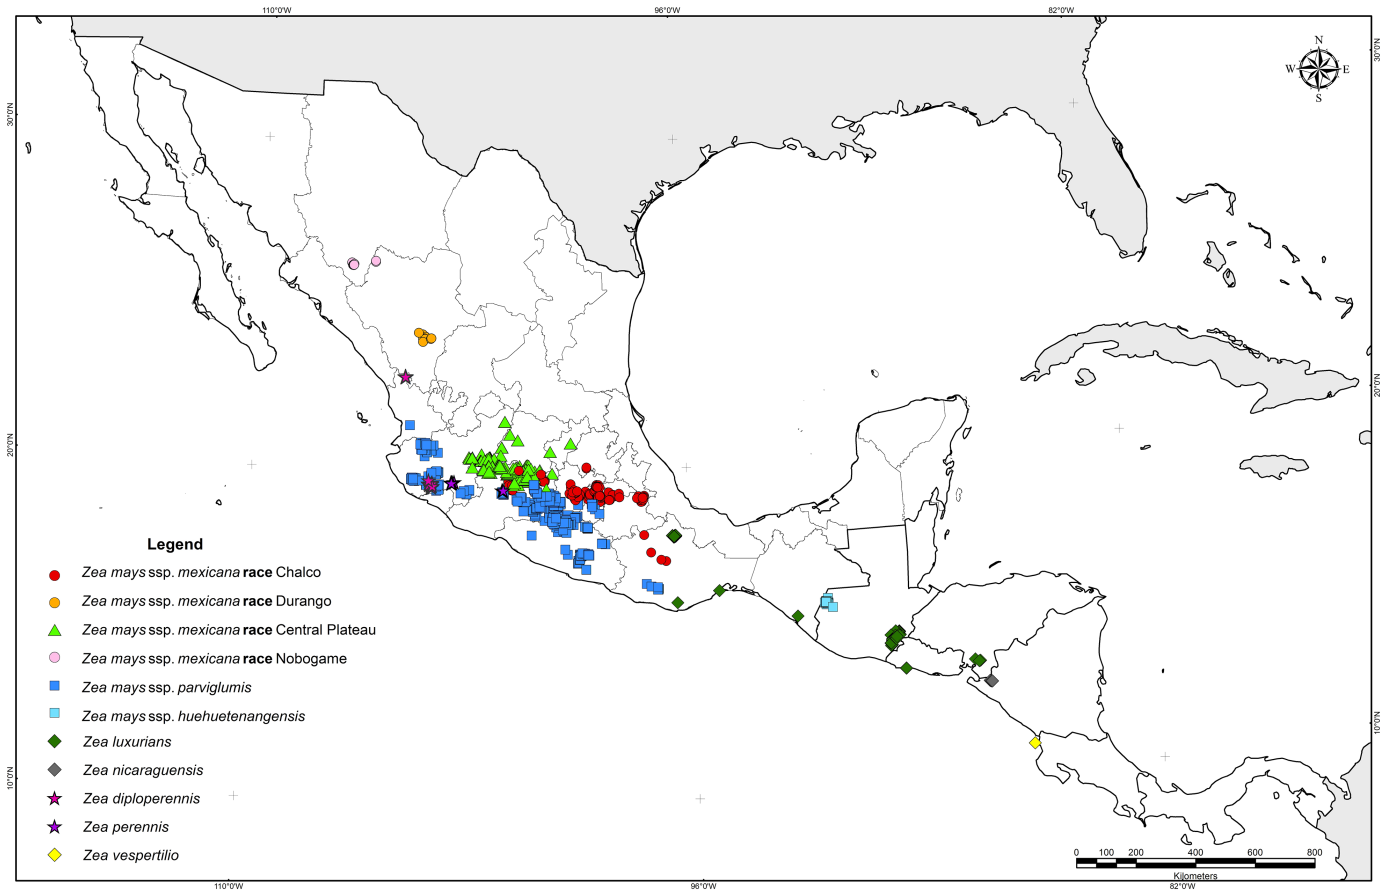 110°0'W 96°0'W 82°0'W
N
W E
S
30°0'N 30°0'N
20°0'N 20°0'N
10°0'N 10°0'N
Legend
Zea mays ssp. mexicana race Chalco
Zea mays ssp. mexicana race Durango
Zea mays ssp. mexicana race Central Plateau
Zea mays ssp. mexicana race Nobogame
Zea mays ssp. parviglumis
Zea mays ssp. huehuetenangensis
Zea luxurians
Zea nicaraguensis
Zea diploperennis
Zea perennis
Zea vespertilio
0 100 200 400 600 800
Kilometers
110°0'W 96°0'W 82°0'W